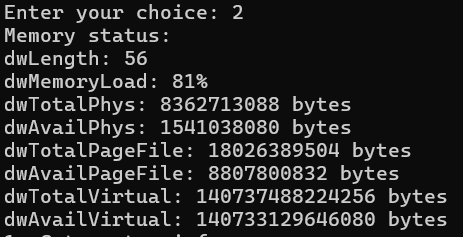 Enter your choice: 2
Memory status:
dwLength: 56
dwMemoryLoad: 81%
dwTotalPhys: 8362713088 bytes
dwAvailPhys: 1541038080 bytes
dwTotalPageFile: 18026389504 bytes
dwAvailPageFile: 8807800832 bytes
dwTotalVirtual: 140737488224256 bytes
dwAvailVirtual: 140733129646080 bytes